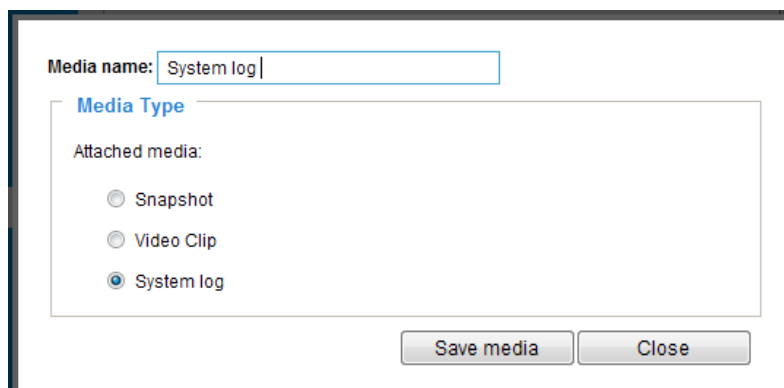 Media name: System log
Media Type
Attached media:
Snapshot
Video Clip
System log
Save media Close